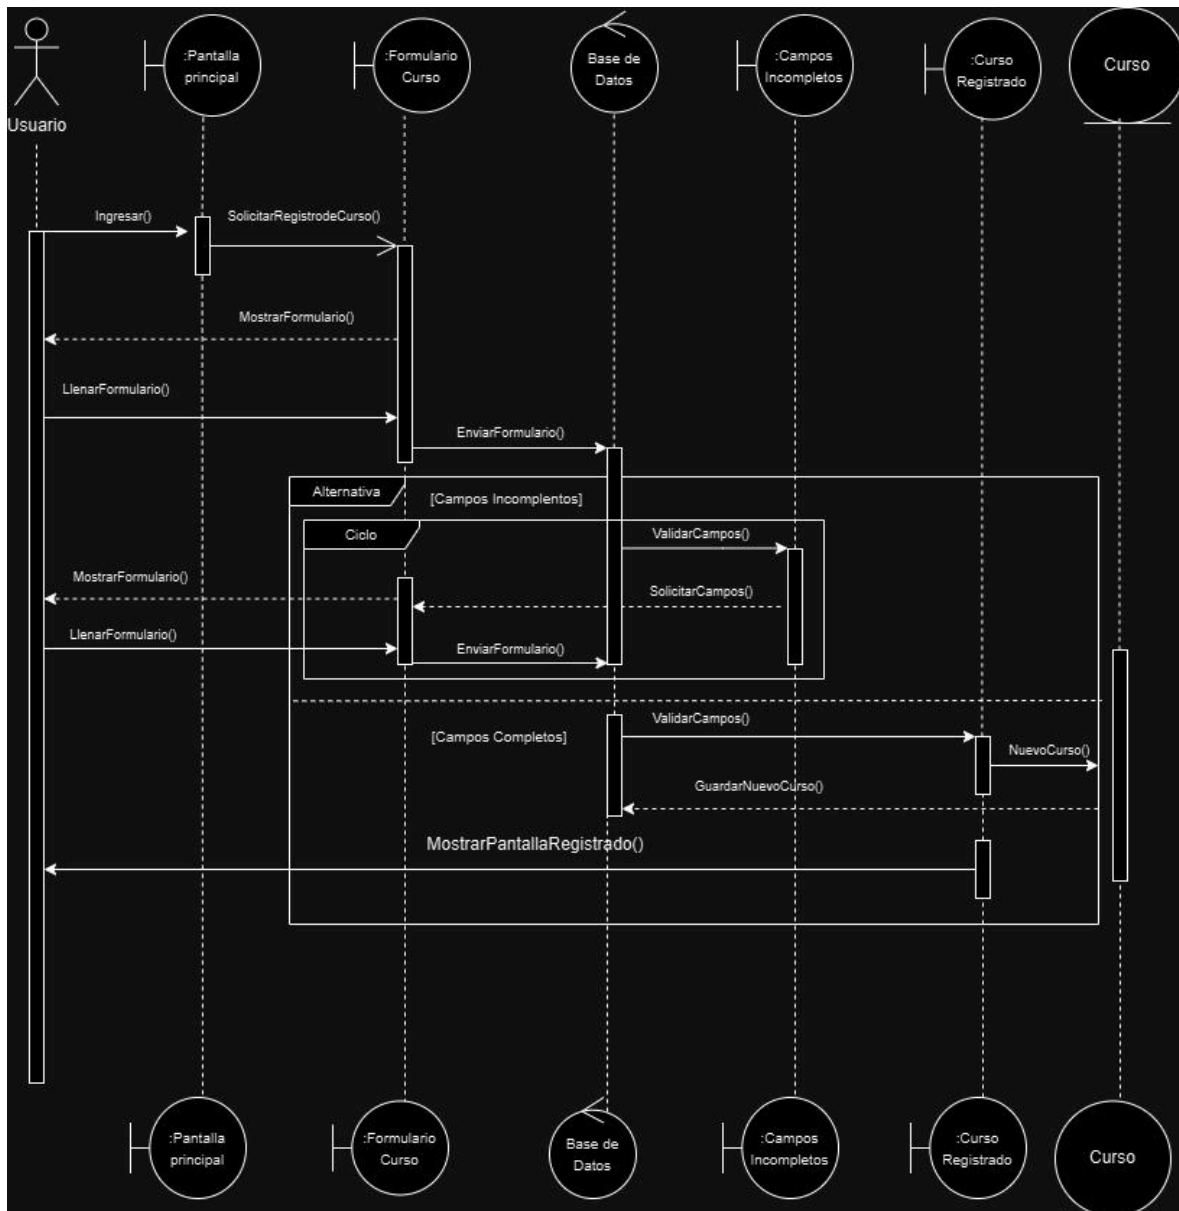 :Pantalla
principal
:Formulario
Curso
Base de
Datos
:Campos
Incompletos
:Curso
Registrado
Curso
Usuario
Ingresar()
SolicitarRegistrodeCurso()
MostrarFormulario()
LlenarFormulario()
EnviarFormulario()
Alternativa
[Campos Incomplentos]
Ciclo
ValidarCampos()
MostrarFormulario()
SolicitarCampos()
LlenarFormulario()
EnviarFormulario()
[Campos Completos]
ValidarCampos()
NuevoCurso()
GuardarNuevoCurso()
MostrarPantallaRegistrado()
:Pantalla
principal
:Formulario
Curso
Base de
Datos
:Campos
Incompletos
:Curso
Registrado
Curso